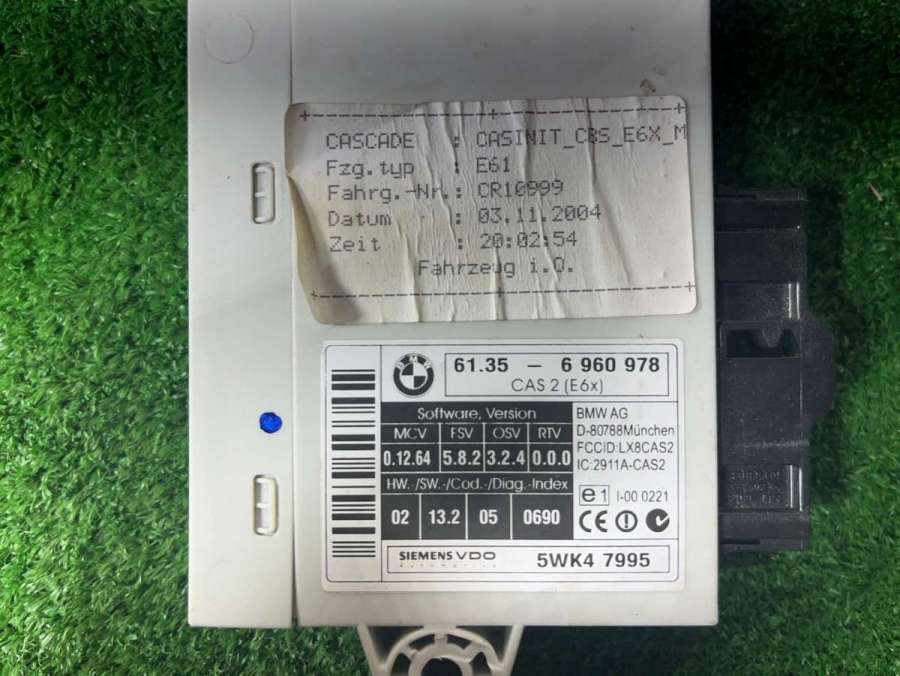 CASCADE : CASINIT_CBS_E6X_M
Fzg.typ : E61
Fahrg.-Nr.: CR10999
Datum : 03.11.2004
Zeit : 20:02:54
Fahrzeug i.O.
BMW
61.35 - 6 960 978
CAS 2 (E6x)
Software, Version
MCV FSV OSV RTV
0.12.64 5.8.2 3.2.4 0.0.0
HW.-/SW.-/Cod.-/Diag.-Index
02 13.2 05 0690
BMW AG
D-80788München
FCCID:LX8CAS2
IC:2911A-CAS2
e1 I-00 0221
CE
SIEMENS VDO
automotive
5WK4 7995